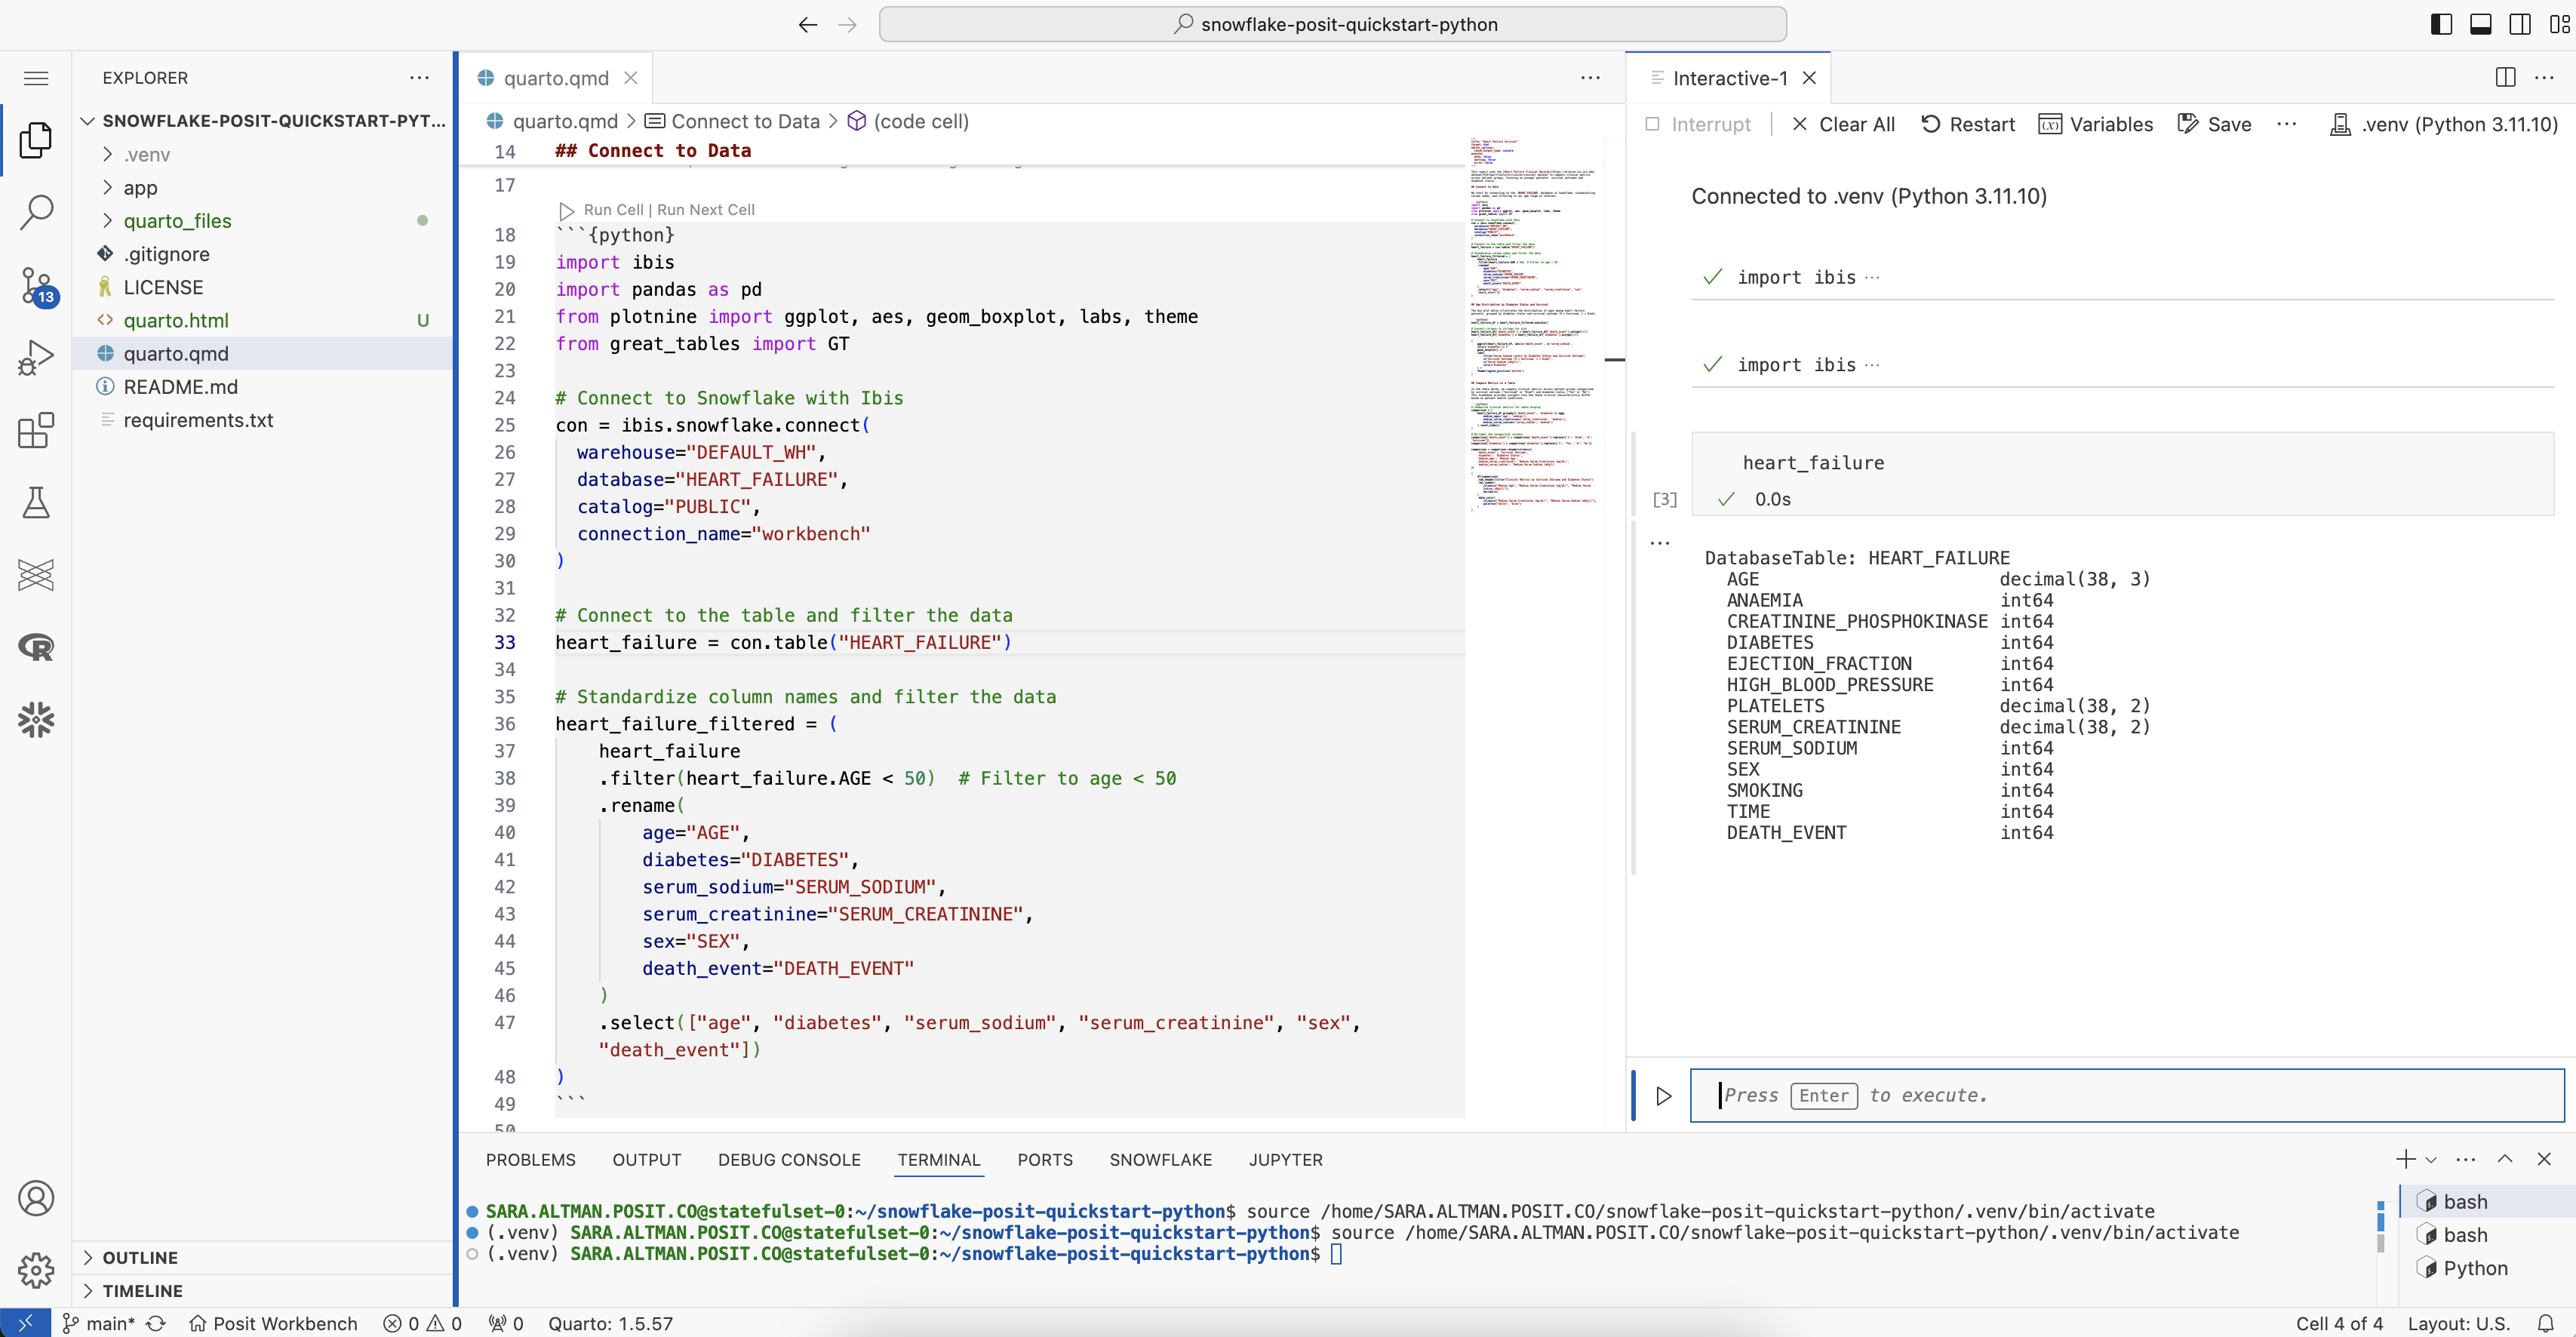 snowflake-posit-quickstart-python
EXPLORER
SNOWFLAKE-POSIT-QUICKSTART-PYT...
.venv
app
quarto_files
.gitignore
LICENSE
quarto.html U
quarto.qmd
README.md
requirements.txt
13
OUTLINE
TIMELINE
quarto.qmd
quarto.qmd > Connect to Data > (code cell)
14 ## Connect to Data
17
Run Cell | Run Next Cell
18 ```{python}
19 import ibis
20 import pandas as pd
21 from plotnine import ggplot, aes, geom_boxplot, labs, theme
22 from great_tables import GT
23
24 # Connect to Snowflake with Ibis
25 con = ibis.snowflake.connect(
26 warehouse="DEFAULT_WH",
27 database="HEART_FAILURE",
28 catalog="PUBLIC",
29 connection_name="workbench"
30 )
31
32 # Connect to the table and filter the data
33 heart_failure = con.table("HEART_FAILURE")
34
35 # Standardize column names and filter the data
36 heart_failure_filtered = (
37 heart_failure
38 .filter(heart_failure.AGE < 50)  # Filter to age < 50
39 .rename(
40 age="AGE",
41 diabetes="DIABETES",
42 serum_sodium="SERUM_SODIUM",
43 serum_creatinine="SERUM_CREATININE",
44 sex="SEX",
45 death_event="DEATH_EVENT"
46 )
47 .select(["age", "diabetes", "serum_sodium", "serum_creatinine", "sex",
"death_event"])
48 )
49 ```
50
Interactive-1
Interrupt | Clear All Restart Variables Save ... .venv (Python 3.11.10)
Connected to .venv (Python 3.11.10)
import ibis ...
import ibis ...
heart_failure
[3] 0.0s
...
DatabaseTable: HEART_FAILURE
AGE decimal(38, 3)
ANAEMIA int64
CREATININE_PHOSPHOKINASE int64
DIABETES int64
EJECTION_FRACTION int64
HIGH_BLOOD_PRESSURE int64
PLATELETS decimal(38, 2)
SERUM_CREATININE decimal(38, 2)
SERUM_SODIUM int64
SEX int64
SMOKING int64
TIME int64
DEATH_EVENT int64
Press Enter to execute.
PROBLEMS OUTPUT DEBUG CONSOLE TERMINAL PORTS SNOWFLAKE JUPYTER
SARA.ALTMAN.POSIT.CO@statefulset-0:~/snowflake-posit-quickstart-python$ source /home/SARA.ALTMAN.POSIT.CO/snowflake-posit-quickstart-python/.venv/bin/activate
(.venv) SARA.ALTMAN.POSIT.CO@statefulset-0:~/snowflake-posit-quickstart-python$ source /home/SARA.ALTMAN.POSIT.CO/snowflake-posit-quickstart-python/.venv/bin/activate
(.venv) SARA.ALTMAN.POSIT.CO@statefulset-0:~/snowflake-posit-quickstart-python$
bash
bash
Python
main* Posit Workbench 0 0 0 Quarto: 1.5.57 Cell 4 of 4 Layout: U.S.